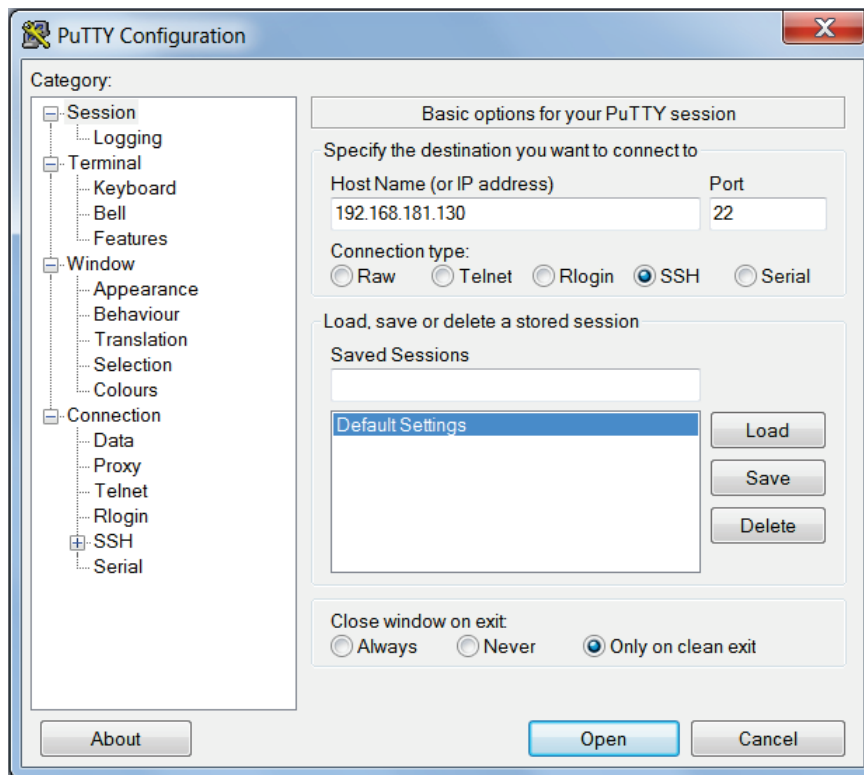 PuTTY Configuration
X
Category:
Session
Logging
Terminal
Keyboard
Bell
Features
Window
Appearance
Behaviour
Translation
Selection
Colours
Connection
Data
Proxy
Telnet
Rlogin
SSH
Serial
Basic options for your PuTTY session
Specify the destination you want to connect to
Host Name (or IP address) Port
192.168.181.130 22
Connection type:
Raw Telnet Rlogin SSH Serial
Load, save or delete a stored session
Saved Sessions
Default Settings
Load
Save
Delete
Close window on exit:
Always Never Only on clean exit
About Open Cancel